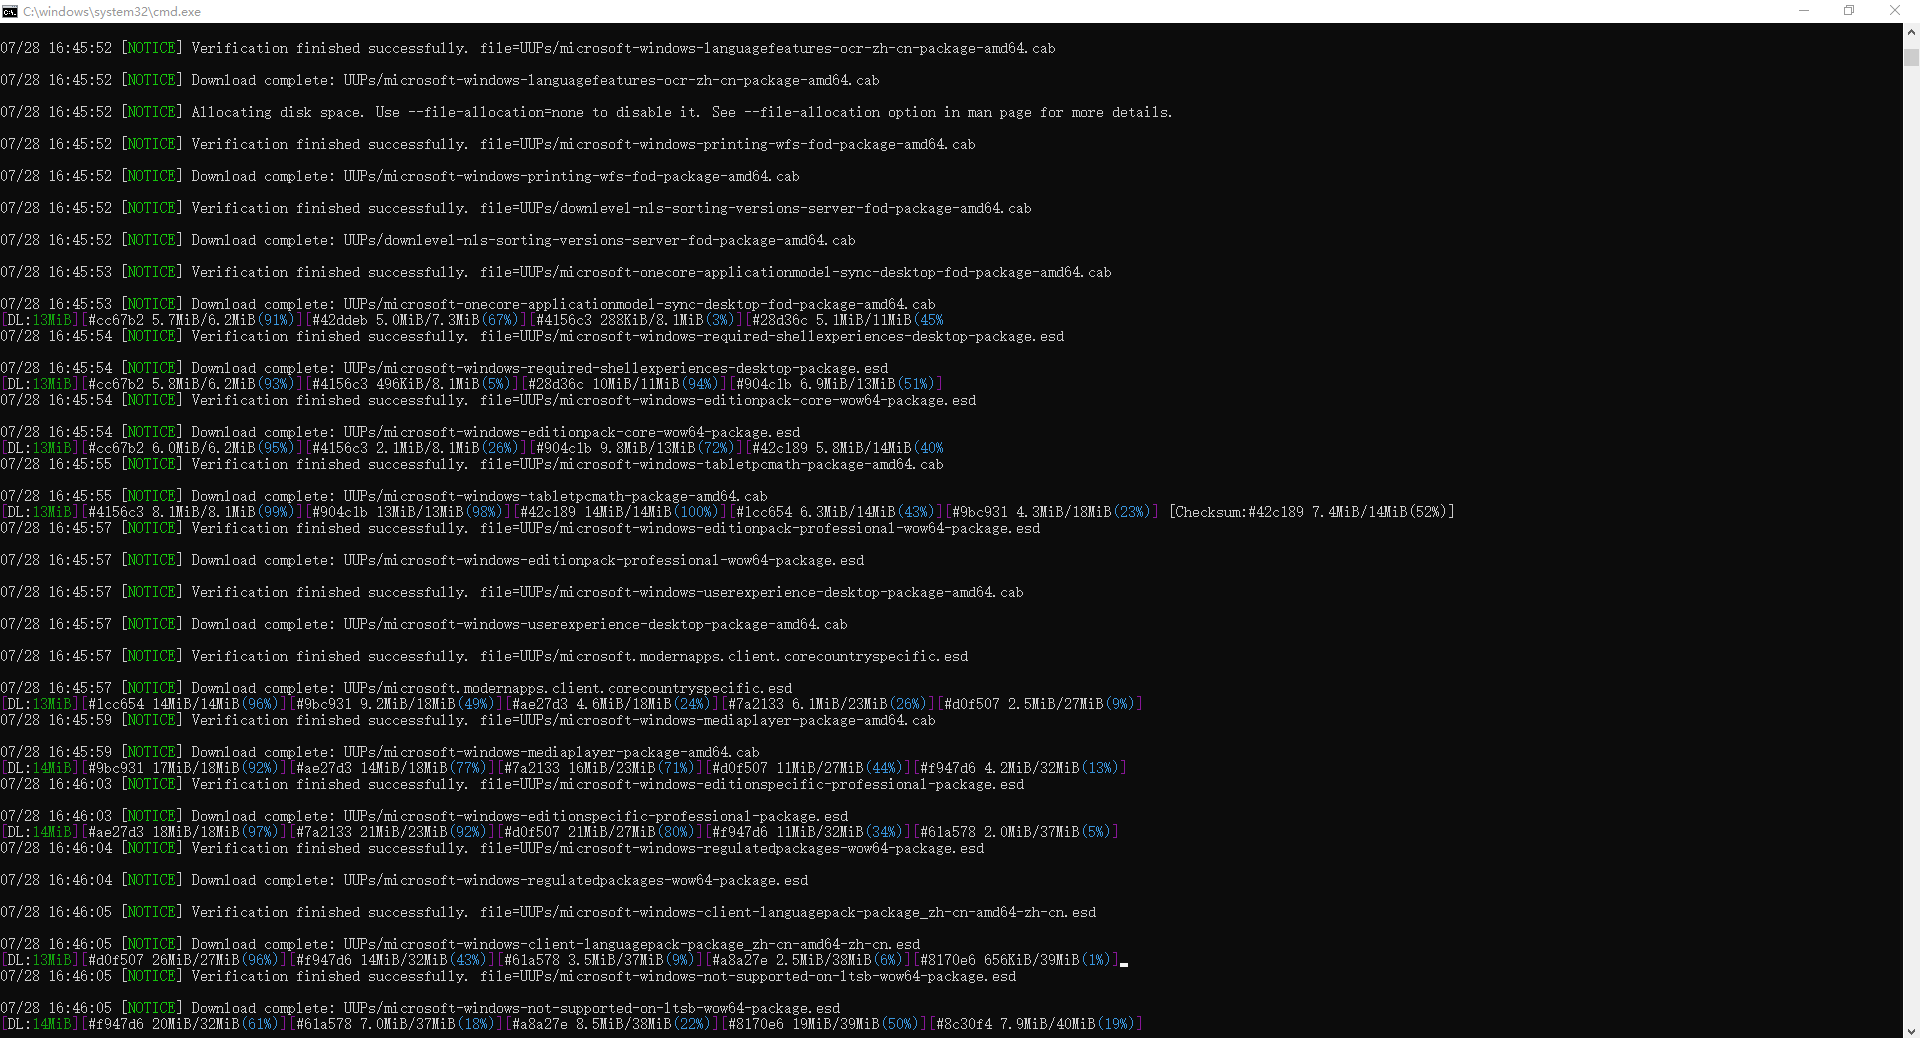 C:\windows\system32\cmd.exe
07/28 16:45:52 [NOTICE] Verification finished successfully. file=UUPs/microsoft-windows-languagefeatures-ocr-zh-cn-package-amd64.cab
07/28 16:45:52 [NOTICE] Download complete: UUPs/microsoft-windows-languagefeatures-ocr-zh-cn-package-amd64.cab
07/28 16:45:52 [NOTICE] Allocating disk space. Use --file-allocation=none to disable it. See --file-allocation option in man page for more details.
07/28 16:45:52 [NOTICE] Verification finished successfully. file=UUPs/microsoft-windows-printing-wfs-fod-package-amd64.cab
07/28 16:45:52 [NOTICE] Download complete: UUPs/microsoft-windows-printing-wfs-fod-package-amd64.cab
07/28 16:45:52 [NOTICE] Verification finished successfully. file=UUPs/downlevel-nls-sorting-versions-server-fod-package-amd64.cab
07/28 16:45:52 [NOTICE] Download complete: UUPs/downlevel-nls-sorting-versions-server-fod-package-amd64.cab
07/28 16:45:53 [NOTICE] Verification finished successfully. file=UUPs/microsoft-onecore-applicationmodel-sync-desktop-fod-package-amd64.cab
07/28 16:45:53 [NOTICE] Download complete: UUPs/microsoft-onecore-applicationmodel-sync-desktop-fod-package-amd64.cab
[DL:13MiB][#cc67b2 5.7MiB/6.2MiB(91%)][#42ddeb 5.0MiB/7.3MiB(67%)][#4156c3 288KiB/8.1MiB(3%)][#28d36c 5.1MiB/11MiB(45%
07/28 16:45:54 [NOTICE] Verification finished successfully. file=UUPs/microsoft-windows-required-shellexperiences-desktop-package.esd
07/28 16:45:54 [NOTICE] Download complete: UUPs/microsoft-windows-required-shellexperiences-desktop-package.esd
[DL:13MiB][#cc67b2 5.8MiB/6.2MiB(93%)][#4156c3 496KiB/8.1MiB(5%)][#28d36c 10MiB/11MiB(94%)][#904c1b 6.9MiB/13MiB(51%)]
07/28 16:45:54 [NOTICE] Verification finished successfully. file=UUPs/microsoft-windows-editionpack-core-wow64-package.esd
07/28 16:45:54 [NOTICE] Download complete: UUPs/microsoft-windows-editionpack-core-wow64-package.esd
[DL:13MiB][#cc67b2 6.0MiB/6.2MiB(95%)][#4156c3 2.1MiB/8.1MiB(26%)][#904c1b 9.8MiB/13MiB(72%)][#42c189 5.8MiB/14MiB(40%
07/28 16:45:55 [NOTICE] Verification finished successfully. file=UUPs/microsoft-windows-tabletpcmath-package-amd64.cab
07/28 16:45:55 [NOTICE] Download complete: UUPs/microsoft-windows-tabletpcmath-package-amd64.cab
[DL:13MiB][#4156c3 8.1MiB/8.1MiB(99%)][#904c1b 13MiB/13MiB(98%)][#42c189 14MiB/14MiB(100%)][#1cc654 6.3MiB/14MiB(43%)][#9bc931 4.3MiB/18MiB(23%)] [Checksum:#42c189 7.4MiB/14MiB(52%)]
07/28 16:45:57 [NOTICE] Verification finished successfully. file=UUPs/microsoft-windows-editionpack-professional-wow64-package.esd
07/28 16:45:57 [NOTICE] Download complete: UUPs/microsoft-windows-editionpack-professional-wow64-package.esd
07/28 16:45:57 [NOTICE] Verification finished successfully. file=UUPs/microsoft-windows-userexperience-desktop-package-amd64.cab
07/28 16:45:57 [NOTICE] Download complete: UUPs/microsoft-windows-userexperience-desktop-package-amd64.cab
07/28 16:45:57 [NOTICE] Verification finished successfully. file=UUPs/microsoft.modernapps.client.corecountryspecific.esd
07/28 16:45:57 [NOTICE] Download complete: UUPs/microsoft.modernapps.client.corecountryspecific.esd
[DL:13MiB][#1cc654 14MiB/14MiB(96%)][#9bc931 9.2MiB/18MiB(49%)][#ae27d3 4.6MiB/18MiB(24%)][#7a2133 6.1MiB/23MiB(26%)][#d0f507 2.5MiB/27MiB(9%)]
07/28 16:45:59 [NOTICE] Verification finished successfully. file=UUPs/microsoft-windows-mediaplayer-package-amd64.cab
07/28 16:45:59 [NOTICE] Download complete: UUPs/microsoft-windows-mediaplayer-package-amd64.cab
[DL:14MiB][#9bc931 17MiB/18MiB(92%)][#ae27d3 14MiB/18MiB(77%)][#7a2133 16MiB/23MiB(71%)][#d0f507 11MiB/27MiB(44%)][#f947d6 4.2MiB/32MiB(13%)]
07/28 16:46:03 [NOTICE] Verification finished successfully. file=UUPs/microsoft-windows-editionspecific-professional-package.esd
07/28 16:46:03 [NOTICE] Download complete: UUPs/microsoft-windows-editionspecific-professional-package.esd
[DL:14MiB][#ae27d3 18MiB/18MiB(97%)][#7a2133 21MiB/23MiB(92%)][#d0f507 21MiB/27MiB(80%)][#f947d6 11MiB/32MiB(34%)][#61a578 2.0MiB/37MiB(5%)]
07/28 16:46:04 [NOTICE] Verification finished successfully. file=UUPs/microsoft-windows-regulatedpackages-wow64-package.esd
07/28 16:46:04 [NOTICE] Download complete: UUPs/microsoft-windows-regulatedpackages-wow64-package.esd
07/28 16:46:05 [NOTICE] Verification finished successfully. file=UUPs/microsoft-windows-client-languagepack-package_zh-cn-amd64-zh-cn.esd
07/28 16:46:05 [NOTICE] Download complete: UUPs/microsoft-windows-client-languagepack-package_zh-cn-amd64-zh-cn.esd
[DL:13MiB][#d0f507 26MiB/27MiB(96%)][#f947d6 14MiB/32MiB(43%)][#61a578 3.5MiB/37MiB(9%)][#a8a27e 2.5MiB/38MiB(6%)][#8170e6 656KiB/39MiB(1%)]
07/28 16:46:05 [NOTICE] Verification finished successfully. file=UUPs/microsoft-windows-not-supported-on-ltsb-wow64-package.esd
07/28 16:46:05 [NOTICE] Download complete: UUPs/microsoft-windows-not-supported-on-ltsb-wow64-package.esd
[DL:14MiB][#f947d6 20MiB/32MiB(61%)][#61a578 7.0MiB/37MiB(18%)][#a8a27e 8.5MiB/38MiB(22%)][#8170e6 19MiB/39MiB(50%)][#8c30f4 7.9MiB/40MiB(19%)]